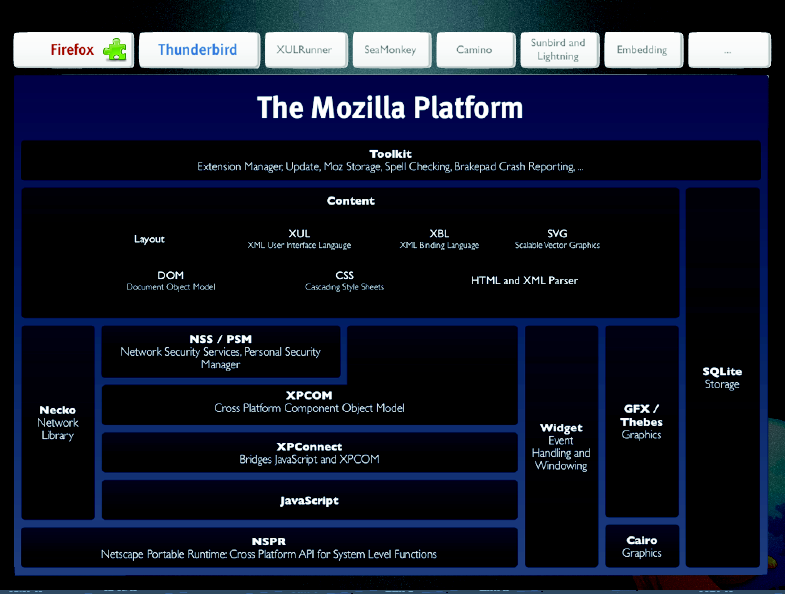 Firefox
Thunderbird
XULRunner
SeaMonkey
Camino
Sunbird and
Lightning
Embedding
...
The Mozilla Platform
Toolkit
Extension Manager, Update, Moz Storage, Spell Checking, Brakepad Crash Reporting, ...
Content
Layout
XUL
XML User Interface Langauge
XBL
XML Binding Language
SVG
Scalable Vector Graphics
DOM
Document Object Model
CSS
Cascading Style Sheets
HTML and XML Parser
Necko
Network
Library
NSS / PSM
Network Security Services, Personal Security
Manager
XPCOM
Cross Platform Component Object Model
XPConnect
Bridges JavaScript and XPCOM
JavaScript
NSPR
Netscape Portable Runtime: Cross Platform API for System Level Functions
Widget
Event
Handling and
Windowing
GFX /
Thebes
Graphics
Cairo
Graphics
SQLite
Storage